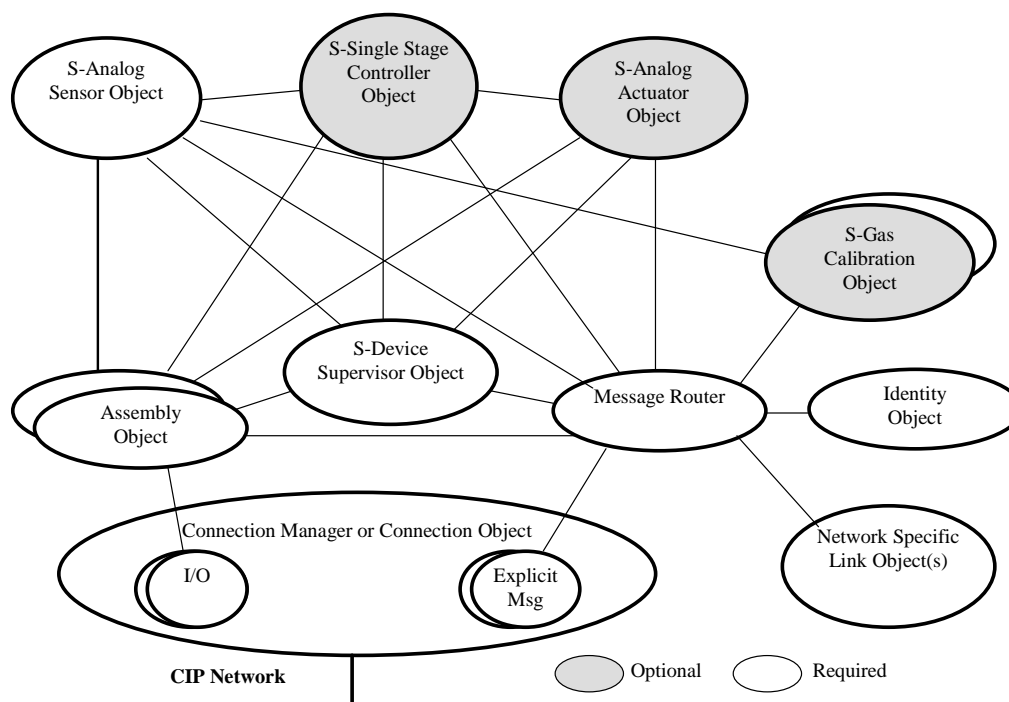 S-Analog
Sensor Object
S-Single Stage
Controller
Object
S-Analog
Actuator
Object
S-Gas
Calibration
Object
S-Device
Supervisor Object
Message Router
Identity
Object
Assembly
Object
Connection Manager or Connection Object
I/O
Explicit
Msg
Network Specific
Link Object(s)
CIP Network
Optional
Required